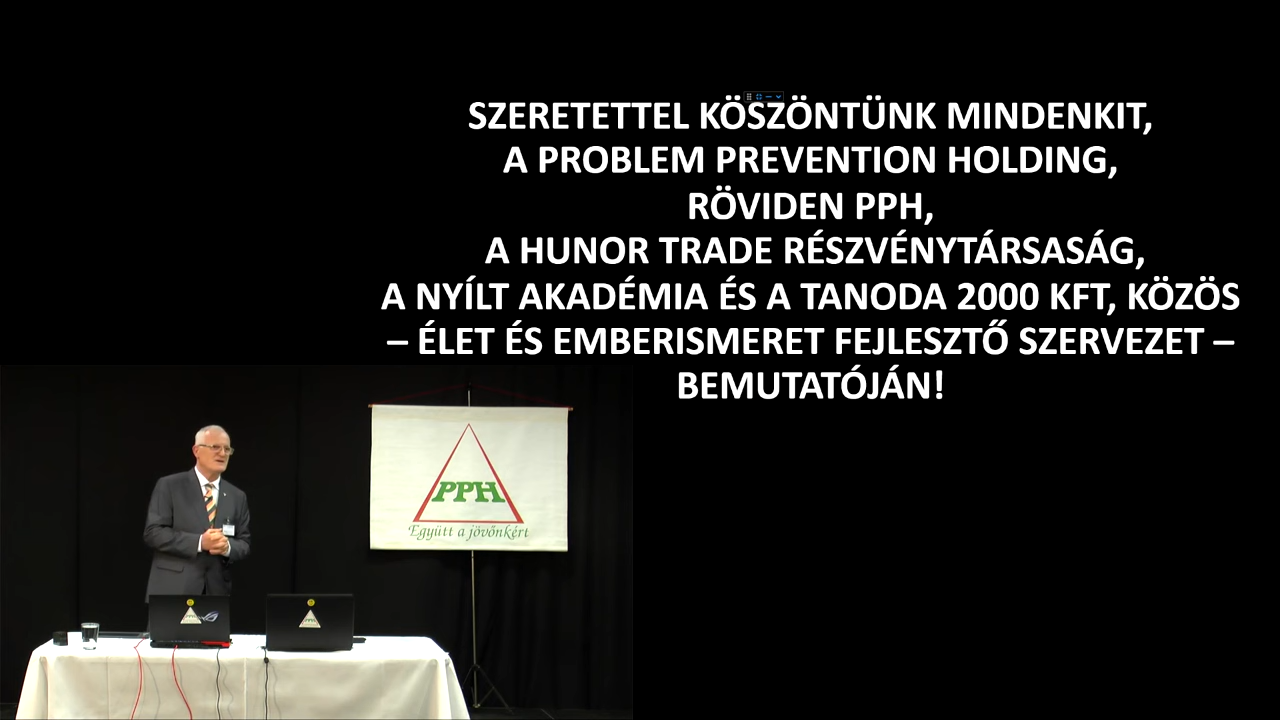 SZERETETTEL KÖSZÖNTÜNK MINDENKIT,
A PROBLEM PREVENTION HOLDING,
RÖVIDEN PPH,
A HUNOR TRADE RÉSZVÉNYTÁRSASÁG,
A NYÍLT AKADÉMIA ÉS A TANODA 2000 KFT, KÖZÖS
– ÉLET ÉS EMBERISMERET FEJLESZTŐ SZERVEZET –
BEMUTATÓJÁN!
PPH
Együtt a jövőnkért
PPH